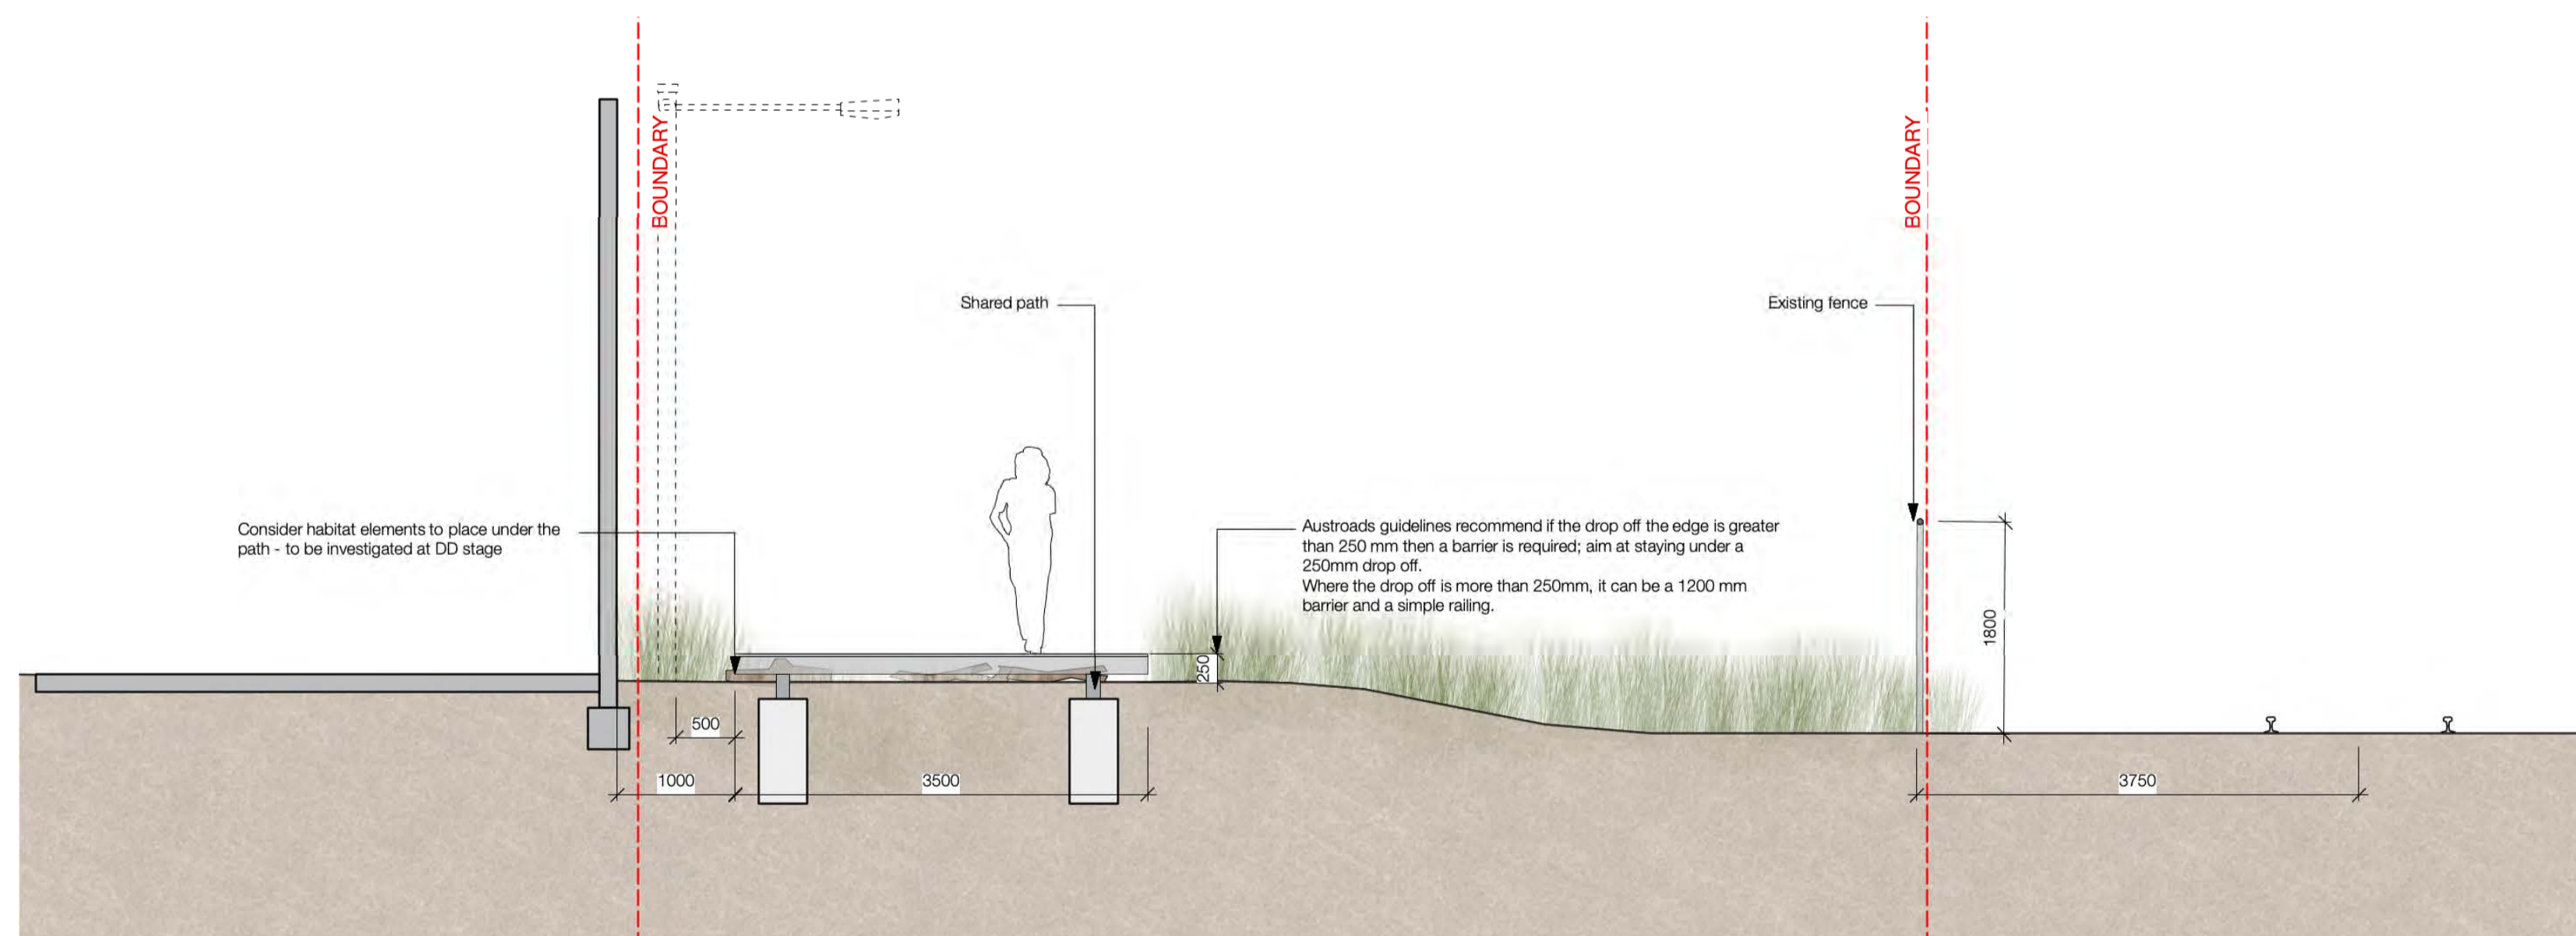 BOUNDARY
BOUNDARY
Shared path
Existing fence
Consider habitat elements to place under the
path - to be investigated at DD stage
Austroads guidelines recommend if the drop off the edge is greater
than 250 mm then a barrier is required; aim at staying under a
250mm drop off.
Where the drop off is more than 250mm, it can be a 1200 mm
barrier and a simple railing.
1800
250
500
1000
3500
3750